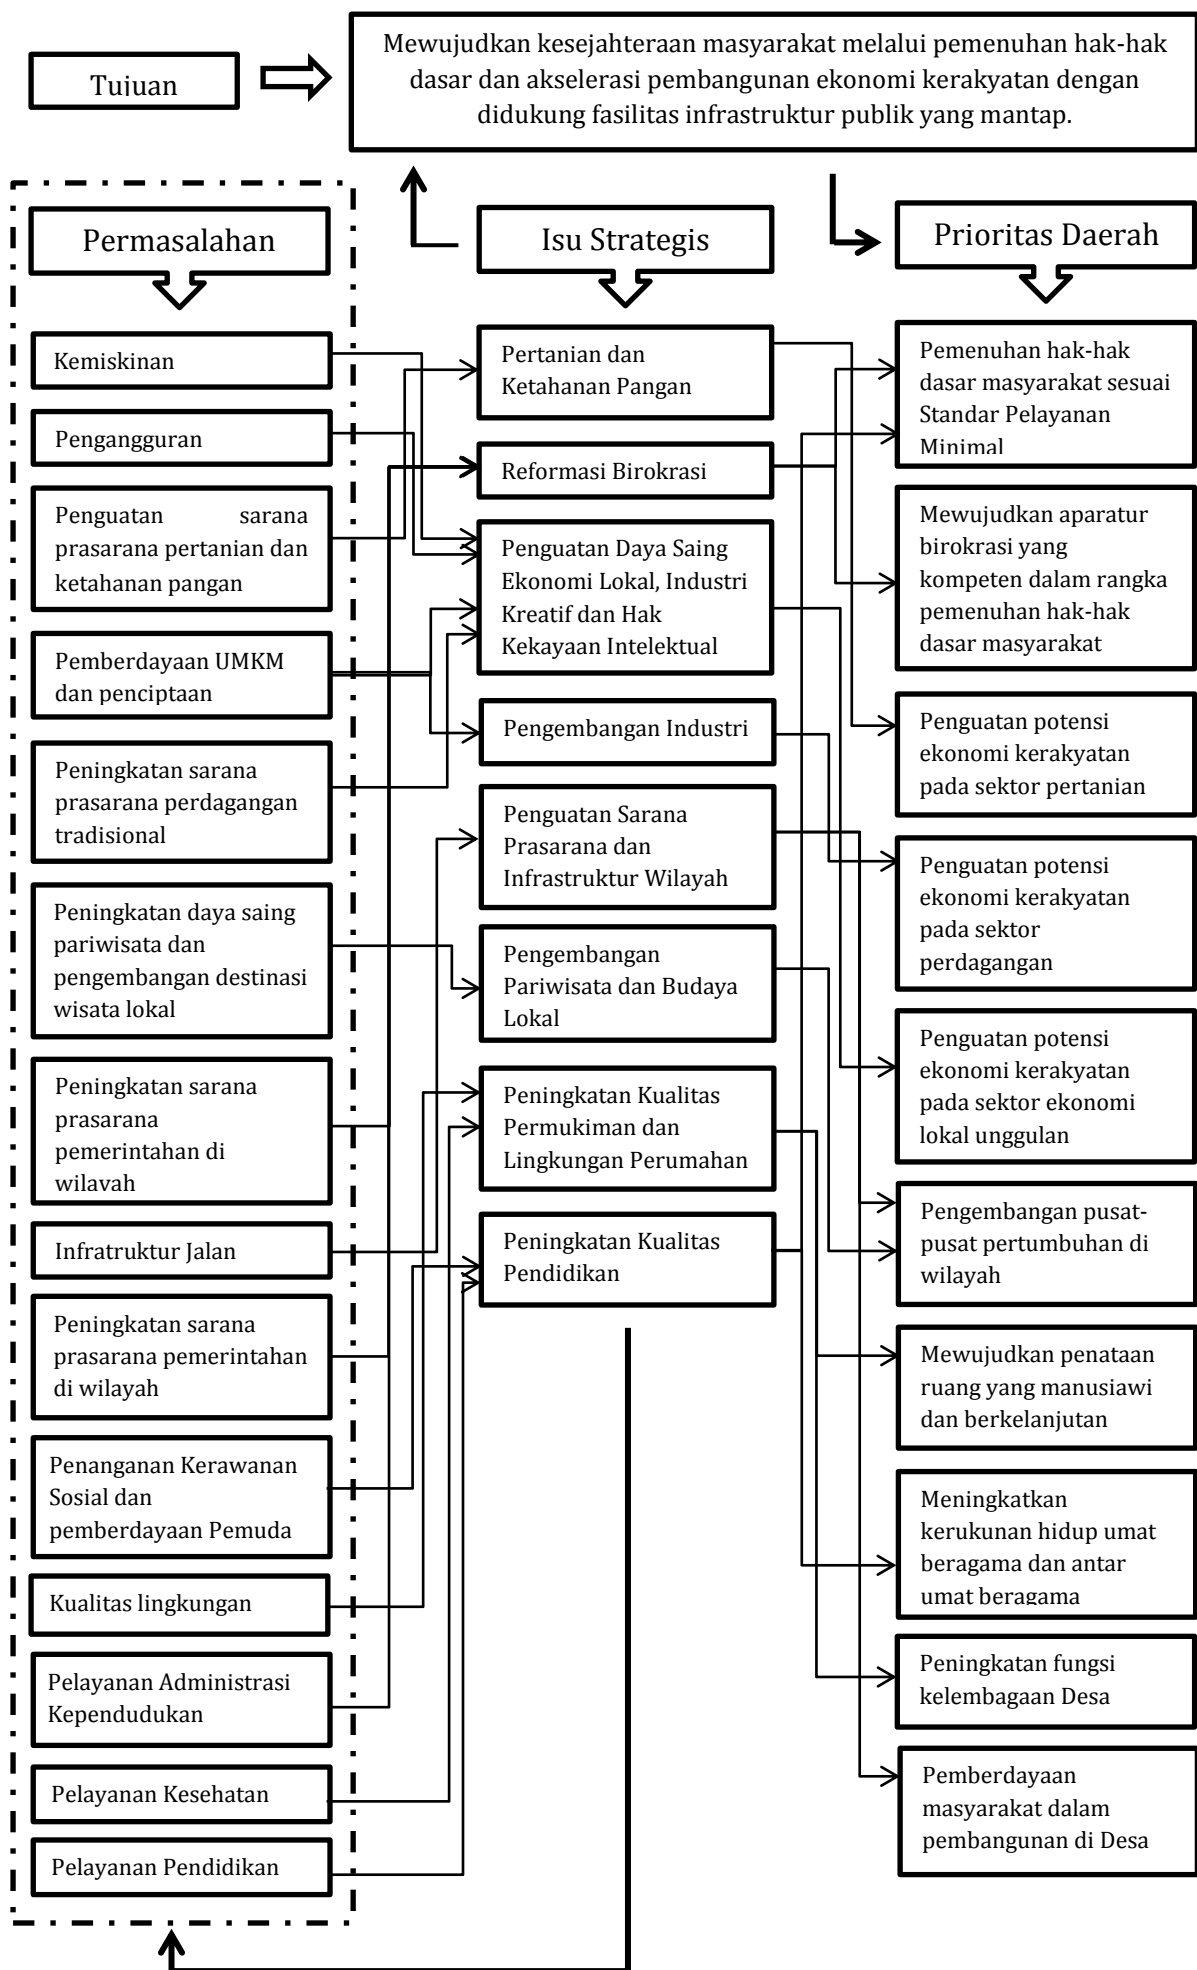 Tujuan
Mewujudkan kesejahteraan masyarakat melalui pemenuhan hak-hak
dasar dan akselerasi pembangunan ekonomi kerakyatan dengan
didukung fasilitas infrastruktur publik yang mantap.
Permasalahan
Kemiskinan
Pengangguran
Penguatan sarana
prasarana pertanian dan
ketahanan pangan
Pemberdayaan UMKM
dan penciptaan
Peningkatan sarana
prasarana perdagangan
tradisional
Peningkatan daya saing
pariwisata dan
pengembangan destinasi
wisata lokal
Peningkatan sarana
prasarana
pemerintahan di
wilayah
Infratruktur Jalan
Peningkatan sarana
prasarana pemerintahan
di wilayah
Penanganan Kerawanan
Sosial dan
pemberdayaan Pemuda
Kualitas lingkungan
Pelayanan Administrasi
Kependudukan
Pelayanan Kesehatan
Pelayanan Pendidikan
Isu Strategis
Pertanian dan
Ketahanan Pangan
Reformasi Birokrasi
Penguatan Daya Saing
Ekonomi Lokal, Industri
Kreatif dan Hak
Kekayaan Intelektual
Pengembangan Industri
Penguatan Sarana
Prasarana dan
Infrastruktur Wilayah
Pengembangan
Pariwisata dan Budaya
Lokal
Peningkatan Kualitas
Permukiman dan
Lingkungan Perumahan
Peningkatan Kualitas
Pendidikan
Prioritas Daerah
Pemenuhan hak-hak
dasar masyarakat sesuai
Standar Pelayanan
Minimal
Mewujudkan aparatur
birokrasi yang
kompeten dalam rangka
pemenuhan hak-hak
dasar masyarakat
Penguatan potensi
ekonomi kerakyatan
pada sektor pertanian
Penguatan potensi
ekonomi kerakyatan
pada sektor
perdagangan
Penguatan potensi
ekonomi kerakyatan
pada sektor ekonomi
lokal unggulan
Pengembangan pusat-
pusat pertumbuhan di
wilayah
Mewujudkan penataan
ruang yang manusiawi
dan berkelanjutan
Meningkatkan
kerukunan hidup umat
beragama dan antar
umat beragama
Peningkatan fungsi
kelembagaan Desa
Pemberdayaan
masyarakat dalam
pembangunan di Desa